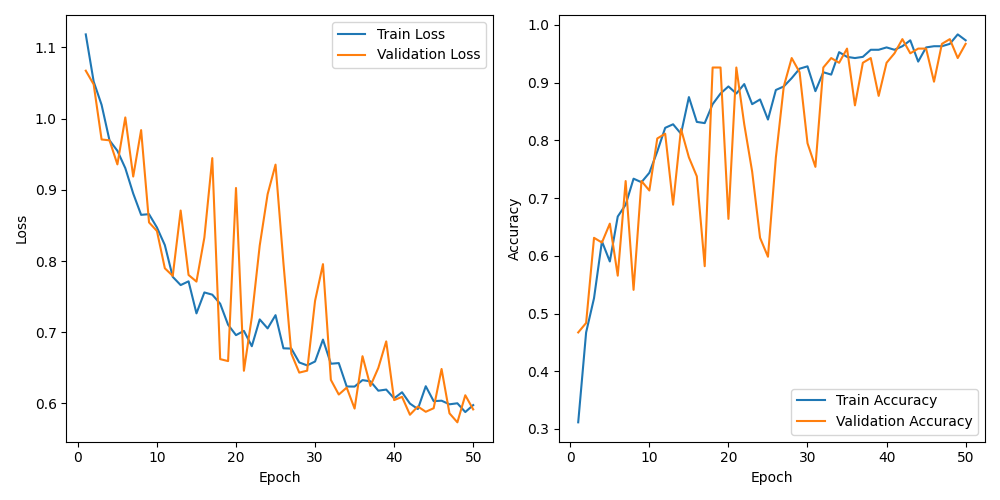 Train Loss
Validation Loss
1.1
1.0
0.9
0.8
0.7
0.6
Loss
0 10 20 30 40 50
Epoch
1.0
0.9
0.8
0.7
0.6
0.5
0.4
0.3
Accuracy
Train Accuracy
Validation Accuracy
0 10 20 30 40 50
Epoch